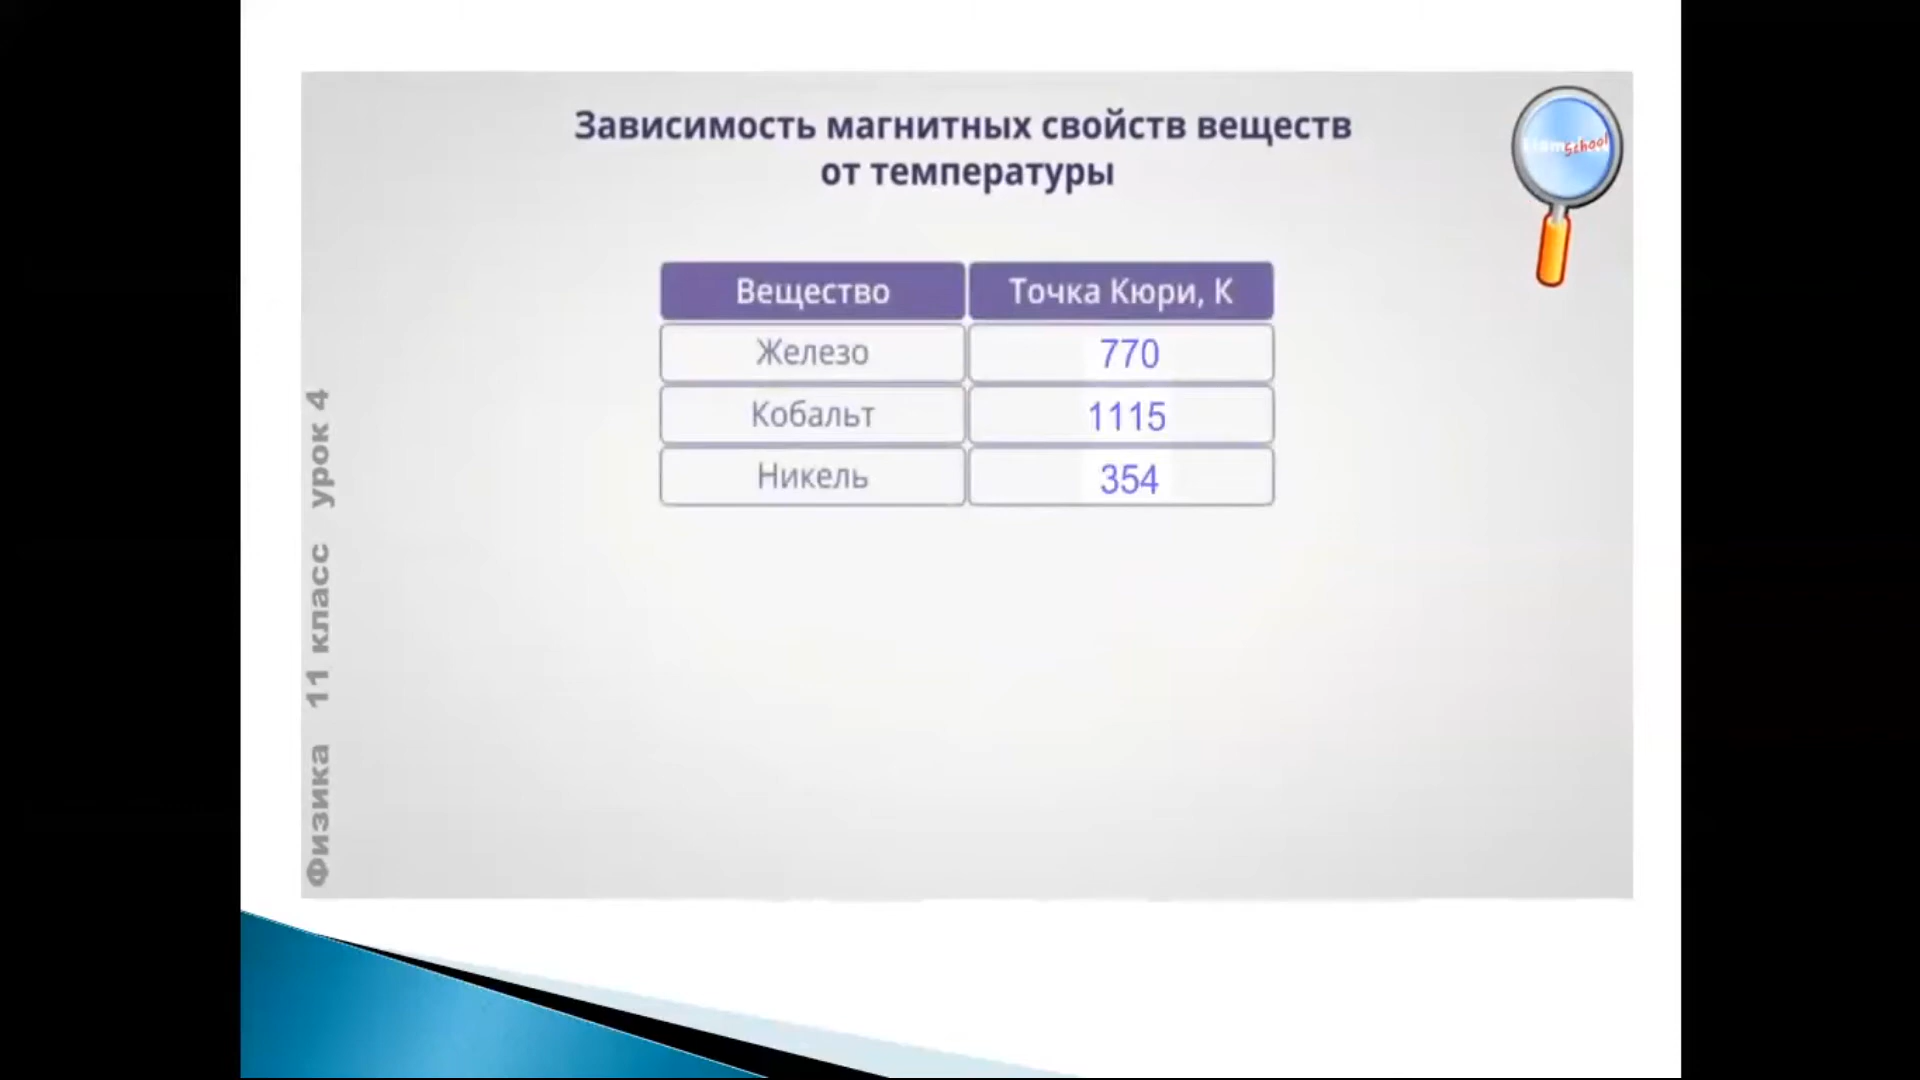 Зависимость магнитных свойств веществ
от температуры
School
Вещество Точка Кюри, К
Железо 770
Кобальт 1115
Никель 354
Физика 11 класс урок 4